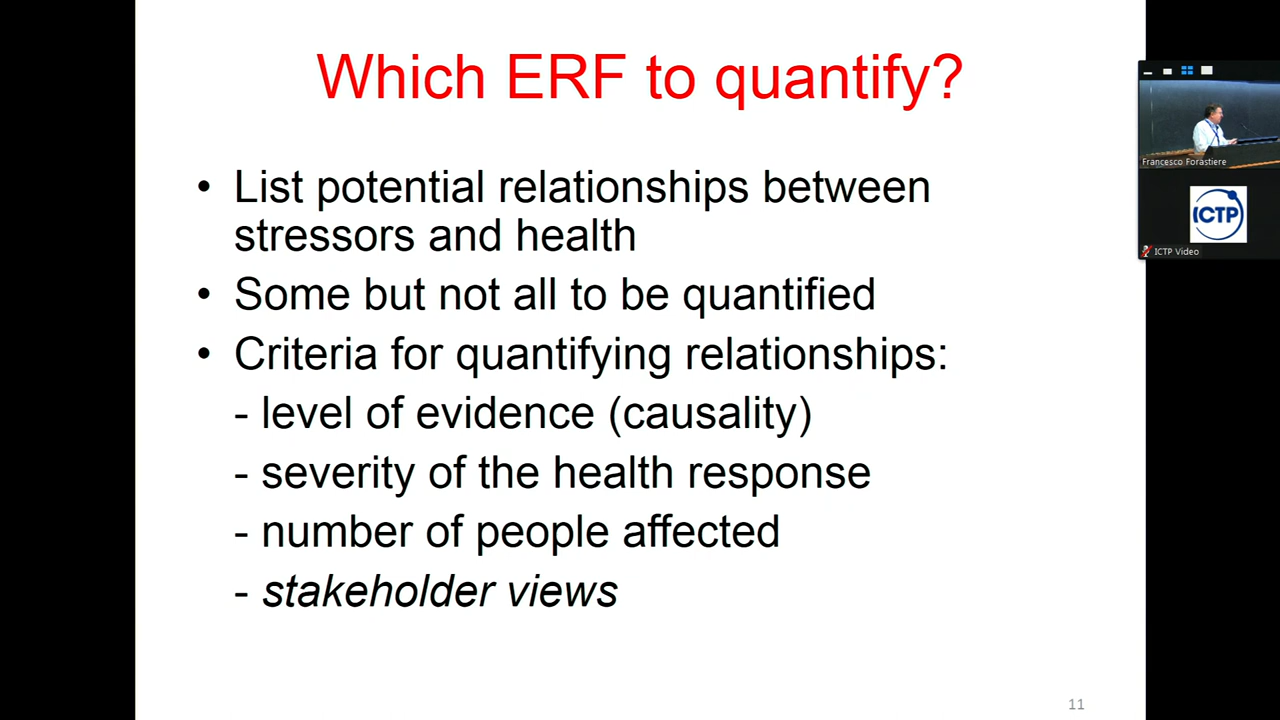 Which ERF to quantify?
• List potential relationships between
stressors and health
• Some but not all to be quantified
• Criteria for quantifying relationships:
- level of evidence (causality)
- severity of the health response
- number of people affected
- stakeholder views
11
Francesco Forastiere
ICTP
ICTP Video